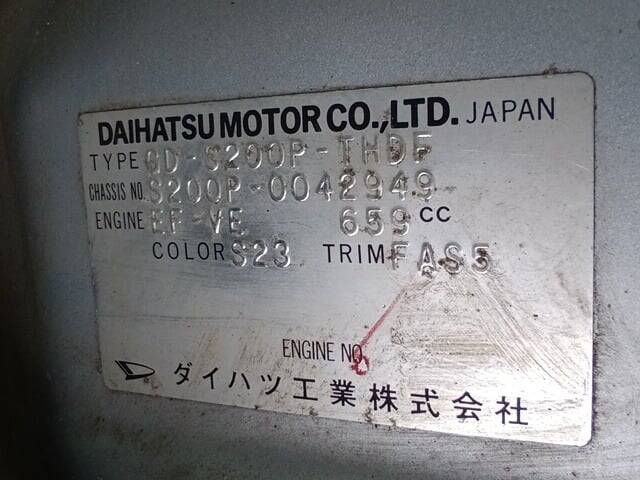 DAIHATSU MOTOR CO.,LTD. JAPAN
TYPE GD-S200P-THDF
CHASSIS NO. S200P-0042949
ENGINE EF-VE 659 CC
COLOR S23 TRIM FAS5
ENGINE NO.
ダイハツ工業株式会社